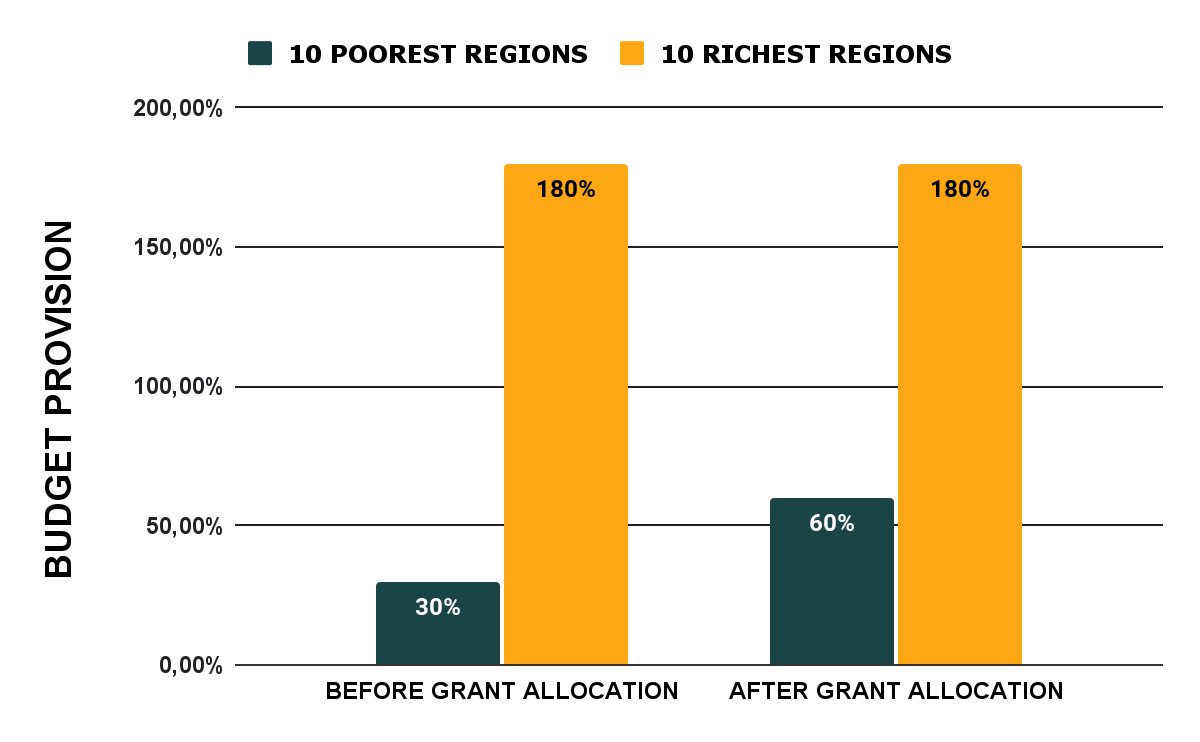 10 POOREST REGIONS
10 RICHEST REGIONS
200,00%
150,00%
100,00%
50,00%
0,00%
BUDGET PROVISION
180%
180%
60%
30%
BEFORE GRANT ALLOCATION
AFTER GRANT ALLOCATION